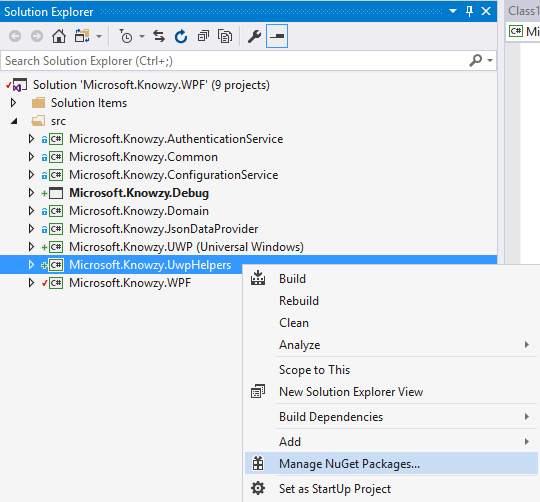 Solution Explorer
Class1
Mi
Search Solution Explorer (Ctrl+;)
Solution 'Microsoft.Knowzy.WPF' (9 projects)
Solution Items
src
C# Microsoft.Knowzy.AuthenticationService
C# Microsoft.Knowzy.Common
C# Microsoft.Knowzy.ConfigurationService
Microsoft.Knowzy.Debug
C# Microsoft.Knowzy.Domain
C# Microsoft.Knowzy.JsonDataProvider
C# Microsoft.Knowzy.UWP (Universal Windows)
C# Microsoft.Knowzy.UwpHelpers
C# Microsoft.Knowzy.WPF
Build
Rebuild
Clean
Analyze
Scope to This
New Solution Explorer View
Build Dependencies
Add
Manage NuGet Packages...
Set as StartUp Project